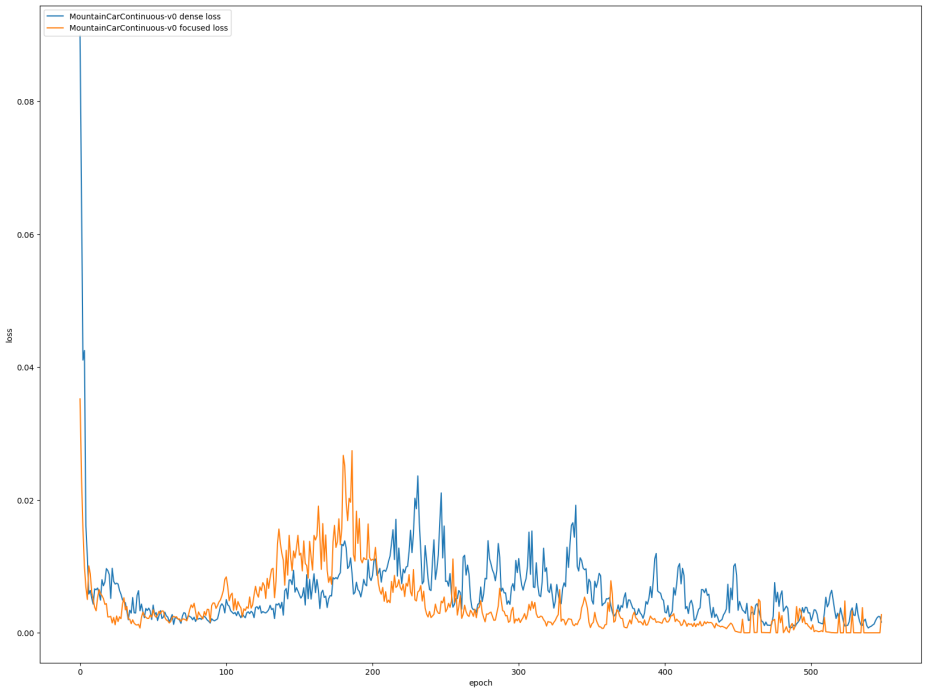 MountainCarContinuous-v0 dense loss
MountainCarContinuous-v0 focused loss
0.08
0.06
0.04
0.02
0.00
loss
0 100 200 300 400 500
epoch